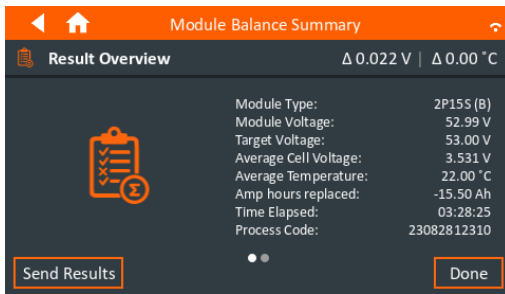 Module Balance Summary
Result Overview Δ 0.022 V | Δ 0.00 °C
Module Type: 2P15S (B)
Module Voltage: 52.99 V
Target Voltage: 53.00 V
Average Cell Voltage: 3.531 V
Average Temperature: 22.00 °C
Amp hours replaced: -15.50 Ah
Time Elapsed: 03:28:25
Process Code: 23082812310
Σ
Send Results Done